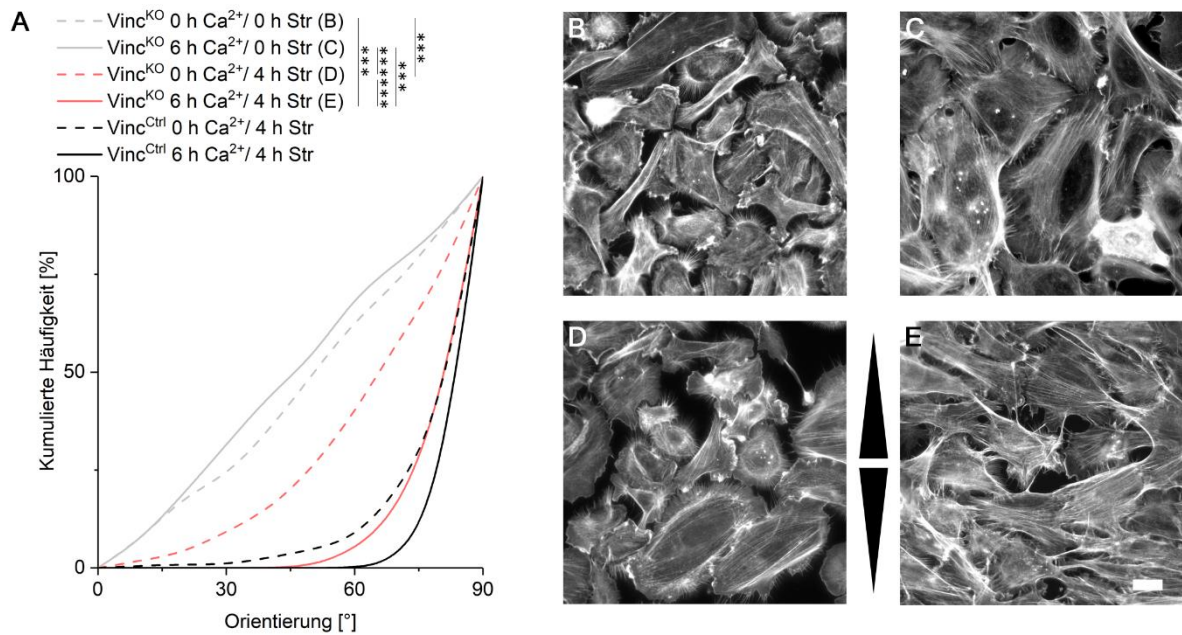 A
Vinc^KO 0 h Ca²⁺/ 0 h Str (B)
Vinc^KO 6 h Ca²⁺/ 0 h Str (C)
Vinc^KO 0 h Ca²⁺/ 4 h Str (D)
Vinc^KO 6 h Ca²⁺/ 4 h Str (E)
Vinc^Ctrl 0 h Ca²⁺/ 4 h Str
Vinc^Ctrl 6 h Ca²⁺/ 4 h Str
***
******
***
***
100
50
0
Kumulierte Häufigkeit [%]
0 30 60 90
Orientierung [°]
B
C
D
E